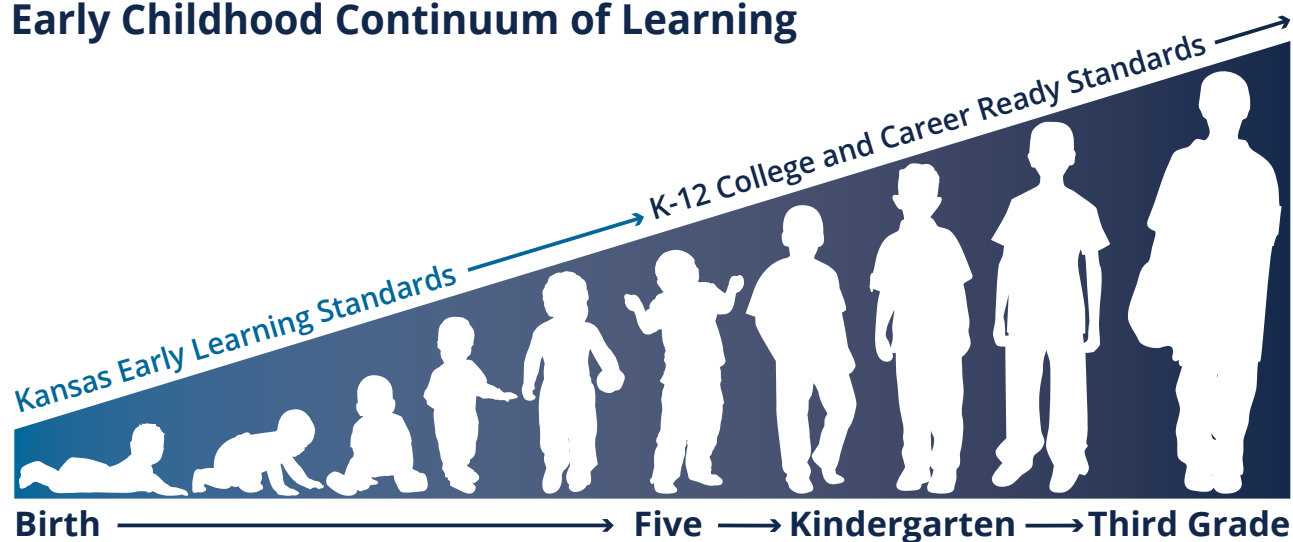 Early Childhood Continuum of Learning
Kansas Early Learning Standards
K-12 College and Career Ready Standards
Birth Five Kindergarten Third Grade